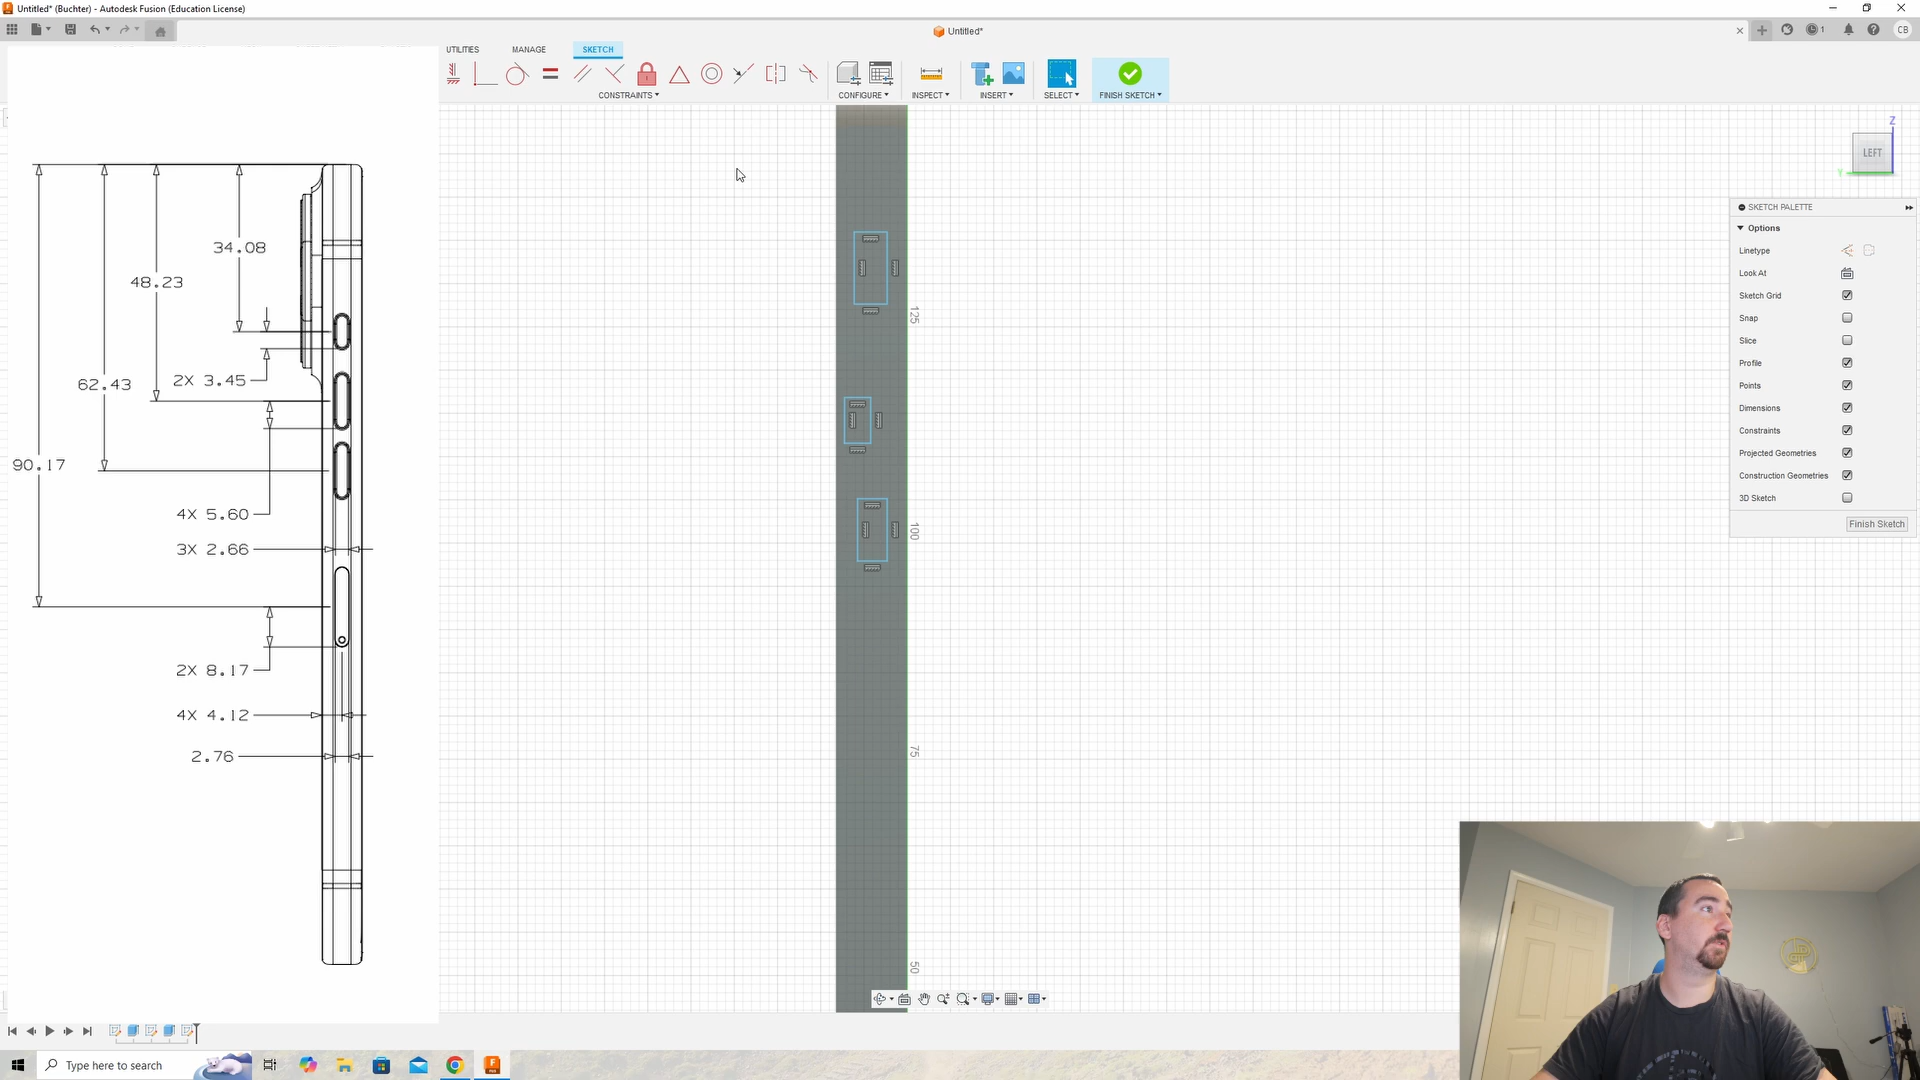 Untitled* (Buchter) - Autodesk Fusion (Education License)
Untitled*
1
CB
UTILITIES
MANAGE
SKETCH
CONSTRAINTS
CONFIGURE
INSPECT
INSERT
SELECT
FINISH SKETCH
Z
LEFT
Y
SKETCH PALETTE
Options
Linetype
Look At
Sketch Grid
Snap
Slice
Profile
Points
Dimensions
Constraints
Projected Geometries
Construction Geometries
3D Sketch
Finish Sketch
34.08
48.23
2X 3.45
62.43
90.17
4X 5.60
3X 2.66
2X 8.17
4X 4.12
2.76
125
100
75
50
Type here to search